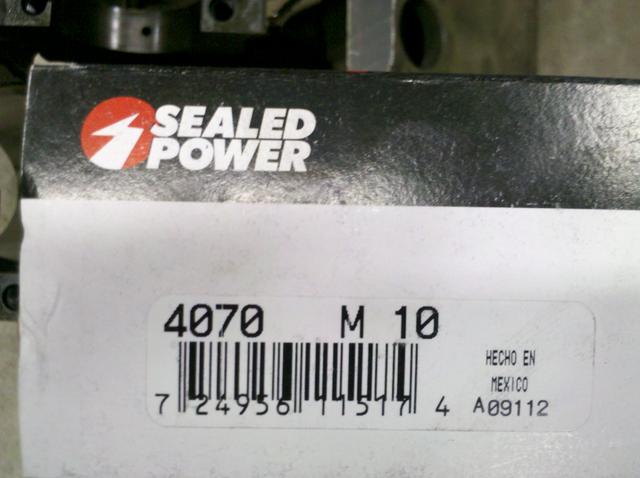 SEALED
POWER
4070 M 10
HECHO EN
MEXICO
7 24956 11517 4 A09112